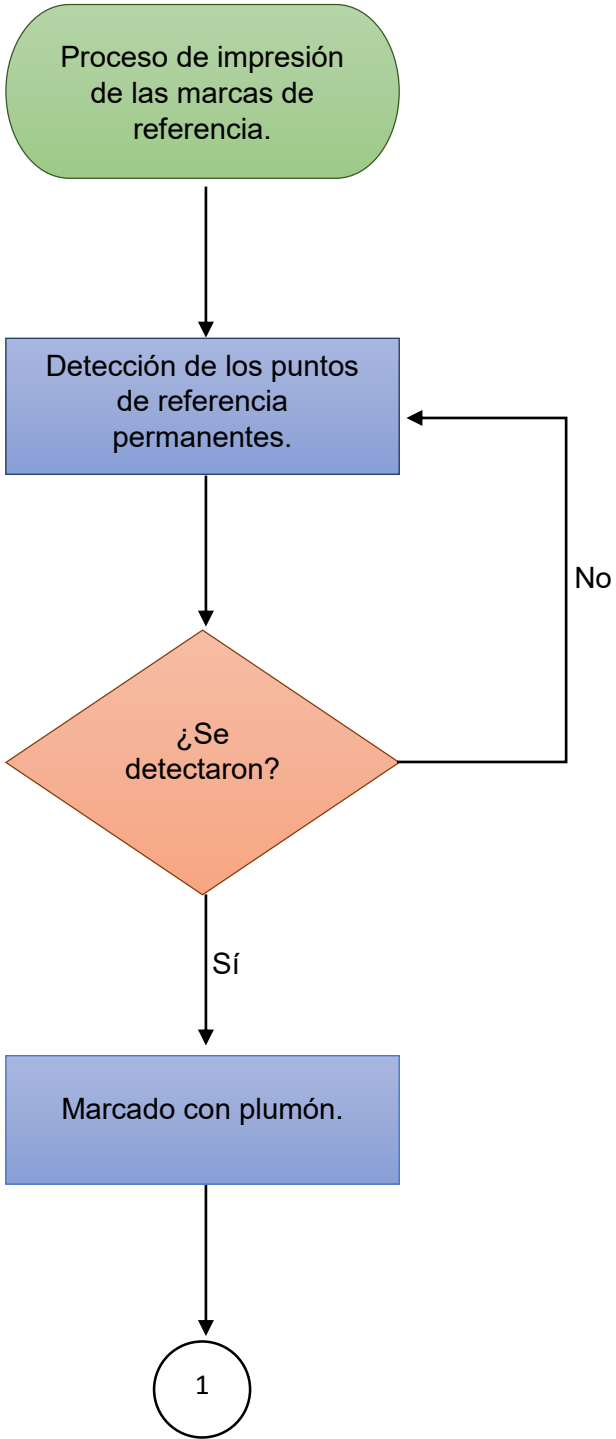 Proceso de impresión
de las marcas de
referencia.
Detección de los puntos
de referencia
permanentes.
No
¿Se
detectaron?
Sí
Marcado con plumón.
1